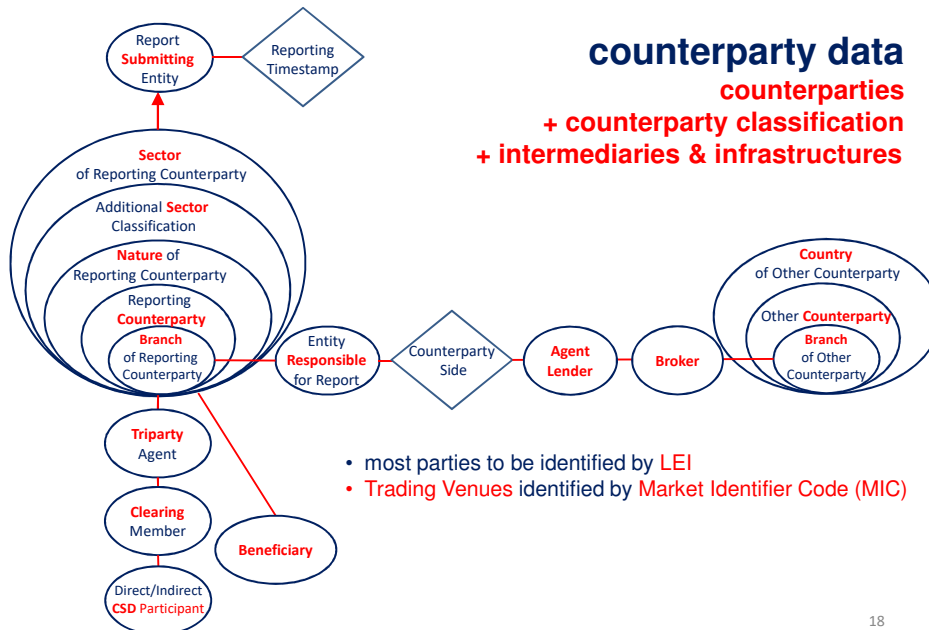 counterparty data
counterparties
+ counterparty classification
+ intermediaries & infrastructures
Report
Submitting
Entity
Reporting
Timestamp
Sector
of Reporting Counterparty
Additional Sector
Classification
Nature of
Reporting Counterparty
Reporting
Counterparty
Branch
of Reporting
Counterparty
Entity
Responsible
for Report
Counterparty
Side
Agent
Lender
Broker
Country
of Other Counterparty
Other Counterparty
Branch
of Other
Counterparty
Triparty
Agent
Clearing
Member
Direct/Indirect
CSD Participant
Beneficiary
• most parties to be identified by LEI
• Trading Venues identified by Market Identifier Code (MIC)
18